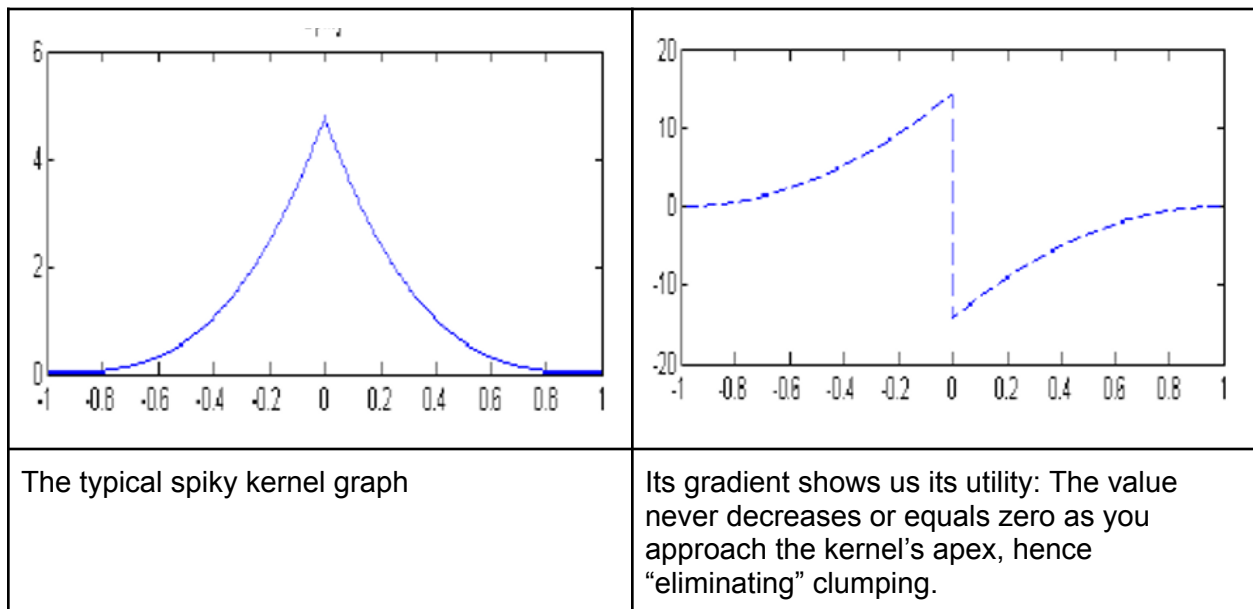 6
4
2
0
-1 -0.8 -0.6 -0.4 -0.2 0 0.2 0.4 0.6 0.8 1
20
10
0
-10
-20
-1 -0.8 -0.6 -0.4 -0.2 0 0.2 0.4 0.6 0.8 1
The typical spiky kernel graph
Its gradient shows us its utility: The value
never decreases or equals zero as you
approach the kernel's apex, hence
“eliminating” clumping.